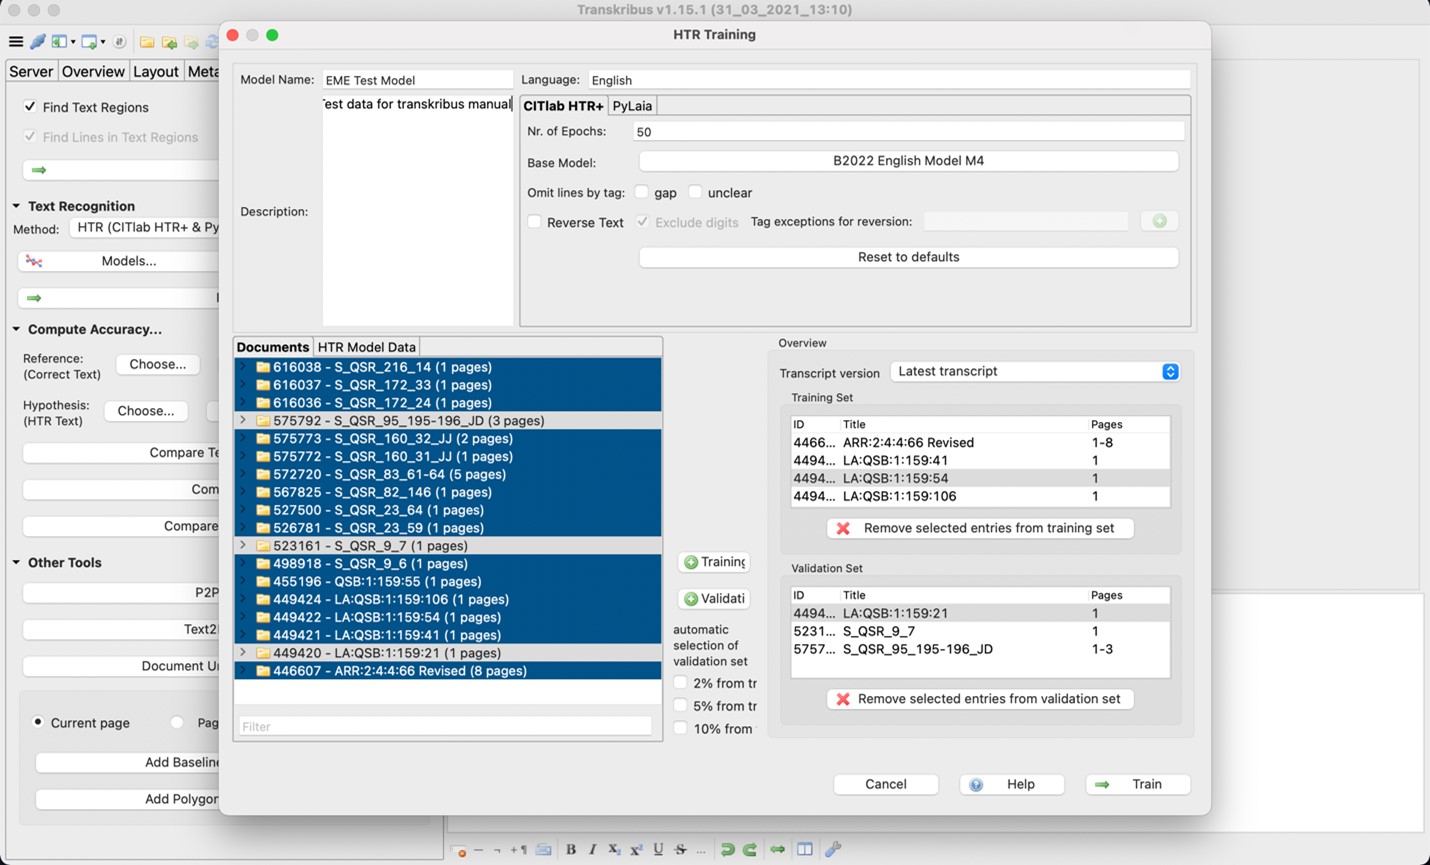 Transkribus v1.15.1 (31_03_2021_13:10)
HTR Training
Server
Overview
Layout
Meta
Find Text Regions
Find Lines in Text Regions
Text Recognition
Method:
HTR (CITlab HTR+ & Py
Models...
Compute Accuracy...
Reference:
(Correct Text)
Choose...
Hypothesis:
(HTR Text)
Choose...
Compare Te
Com
Compare
Other Tools
P2P
Text2I
Document Un
Current page
Pag
Add Baseline
Add Polygon
Model Name:
EME Test Model
Language:
English
Description:
Test data for transkribus manual
CITlab HTR+
PyLaia
Nr. of Epochs:
50
Base Model:
B2022 English Model M4
Omit lines by tag:
gap
unclear
Reverse Text
Exclude digits
Tag exceptions for reversion:
Reset to defaults
Documents
HTR Model Data
616038 - S_QSR_216_14 (1 pages)
616037 - S_QSR_172_33 (1 pages)
616036 - S_QSR_172_24 (1 pages)
575792 - S_QSR_95_195-196_JD (3 pages)
575773 - S_QSR_160_32_JJ (2 pages)
575772 - S_QSR_160_31_JJ (1 pages)
572720 - S_QSR_83_61-64 (5 pages)
567825 - S_QSR_82_146 (1 pages)
527500 - S_QSR_23_64 (1 pages)
526781 - S_QSR_23_59 (1 pages)
523161 - S_QSR_9_7 (1 pages)
498918 - S_QSR_9_6 (1 pages)
455196 - QSB:1:159:55 (1 pages)
449424 - LA:QSB:1:159:106 (1 pages)
449422 - LA:QSB:1:159:54 (1 pages)
449421 - LA:QSB:1:159:41 (1 pages)
449420 - LA:QSB:1:159:21 (1 pages)
446607 - ARR:2:4:4:66 Revised (8 pages)
Filter
Training
Validati
automatic
selection of
validation set
2% from tr
5% from tr
10% from
Overview
Transcript version
Latest transcript
Training Set
ID Title Pages
4466... ARR:2:4:4:66 Revised 1-8
4494... LA:QSB:1:159:41 1
4494... LA:QSB:1:159:54 1
4494... LA:QSB:1:159:106 1
Remove selected entries from training set
Validation Set
ID Title Pages
4494... LA:QSB:1:159:21 1
5231... S_QSR_9_7 1
5757... S_QSR_95_195-196_JD 1-3
Remove selected entries from validation set
Cancel
Help
Train
B I X₂ X² U S ...